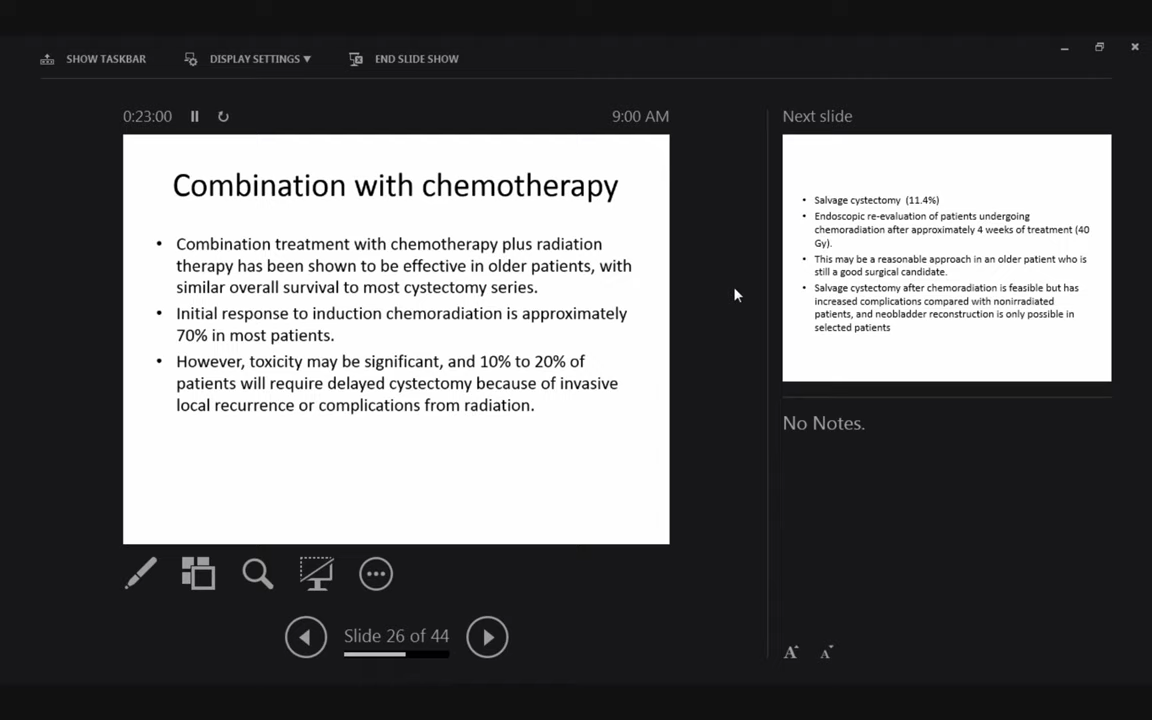 SHOW TASKBAR
DISPLAY SETTINGS ▼
END SLIDE SHOW
0:23:00
9:00 AM
Combination with chemotherapy
• Combination treatment with chemotherapy plus radiation
therapy has been shown to be effective in older patients, with
similar overall survival to most cystectomy series.
• Initial response to induction chemoradiation is approximately
70% in most patients.
• However, toxicity may be significant, and 10% to 20% of
patients will require delayed cystectomy because of invasive
local recurrence or complications from radiation.
Slide 26 of 44
Next slide
• Salvage cystectomy (11.4%)
• Endoscopic re-evaluation of patients undergoing
chemoradiation after approximately 4 weeks of treatment (40
Gy).
• This may be a reasonable approach in an older patient who is
still a good surgical candidate.
• Salvage cystectomy after chemoradiation is feasible but has
increased complications compared with nonirradiated
patients, and neobladder reconstruction is only possible in
selected patients
No Notes.
A A